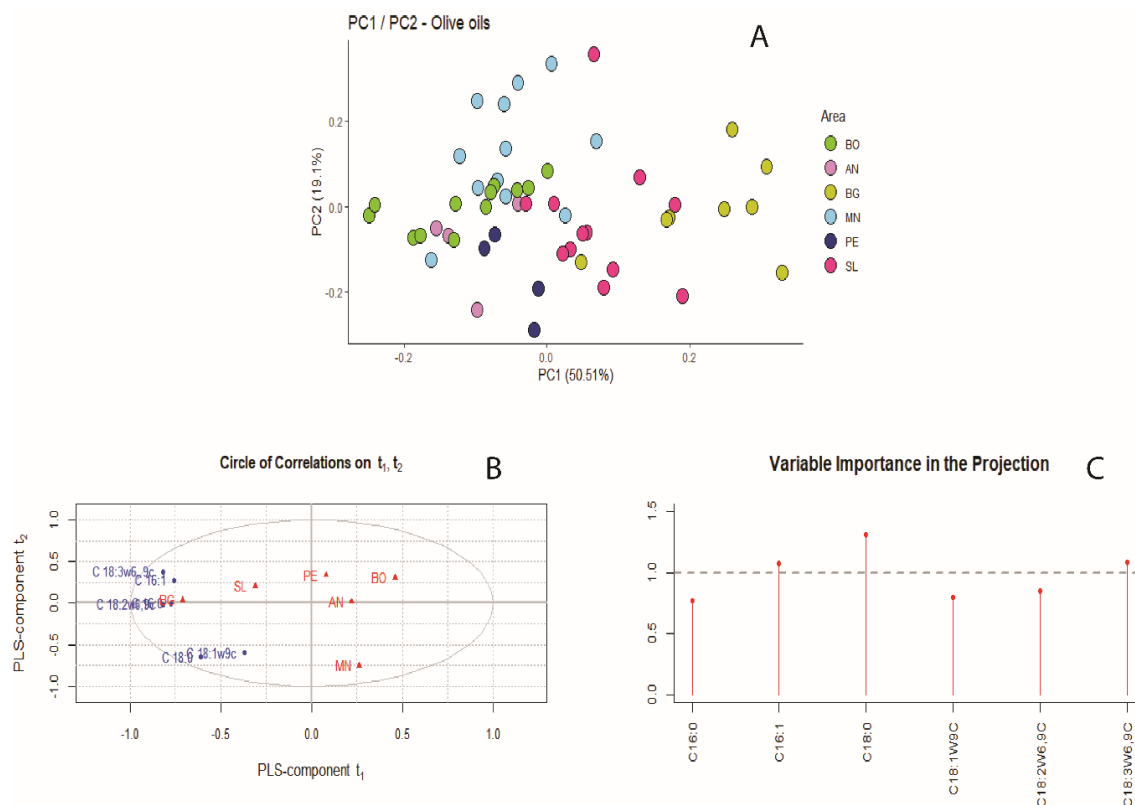 PC1 / PC2 - Olive oils
A
0.2
0.0
-0.2
PC2 (19.1%)
-0.2
0.0
0.2
PC1 (50.51%)
Area
BO
AN
BG
MN
PE
SL
Circle of Correlations on t1, t2
B
1.0
0.5
0.0
-0.5
-1.0
PLS-component t2
C 18:3w6,,9c
C 16:1
C 18:2w6,9c
BG
SL
PE
BO
AN
C 18:0
C 18:1w9c
MN
-1.0
-0.5
0.0
0.5
1.0
PLS-component t1
Variable Importance in the Projection
C
1.5
1.0
0.5
0.0
C16:0
C16:1
C18:0
C18:1W9C
C18:2W6,9C
C18:3W6,9C